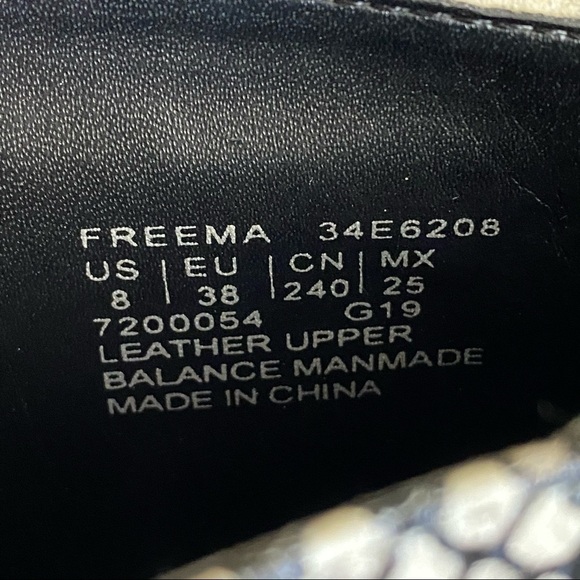 FREEMA 34E6208
US | EU | CN | MX
8 | 38 | 240 | 25
7200054 G19
LEATHER UPPER
BALANCE MANMADE
MADE IN CHINA